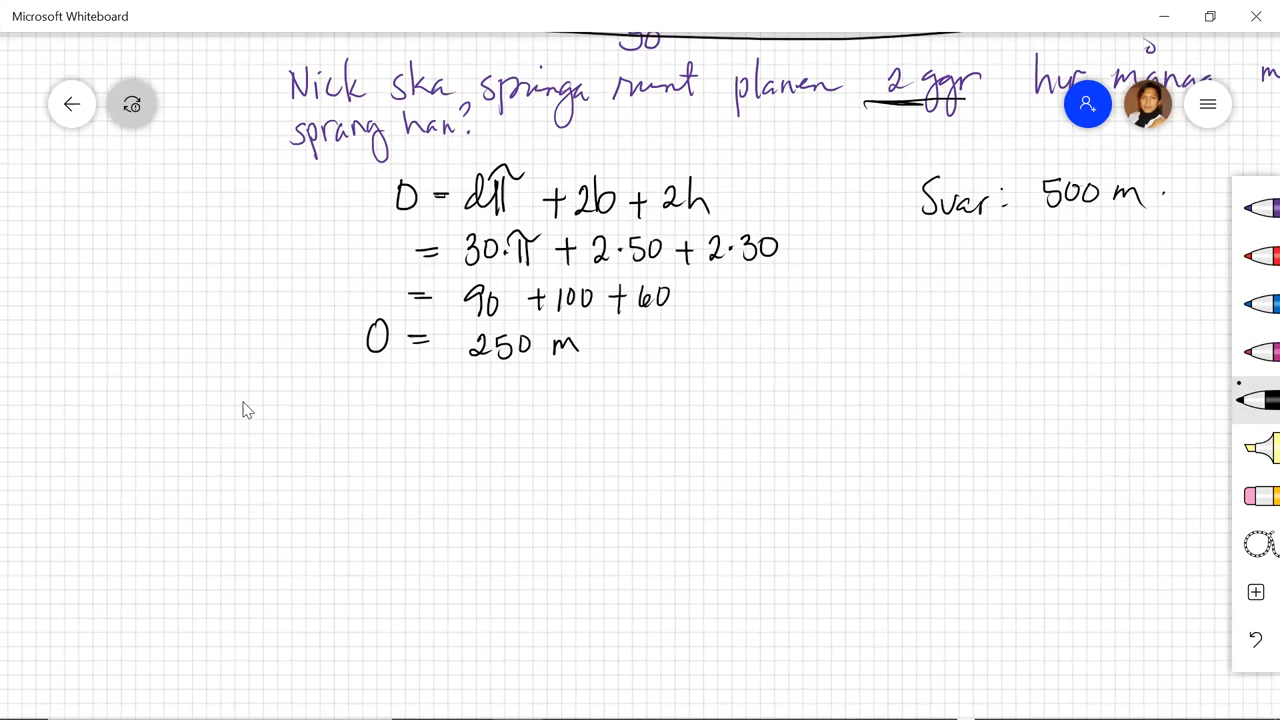 Microsoft Whiteboard
Nick ska springa runt planen 2 ggr hur många m
sprang han?
O = dπ + 2b + 2h
= 30·π + 2·50 + 2·30
= 90 + 100 + 60
O = 250 m
Svar: 500 m.